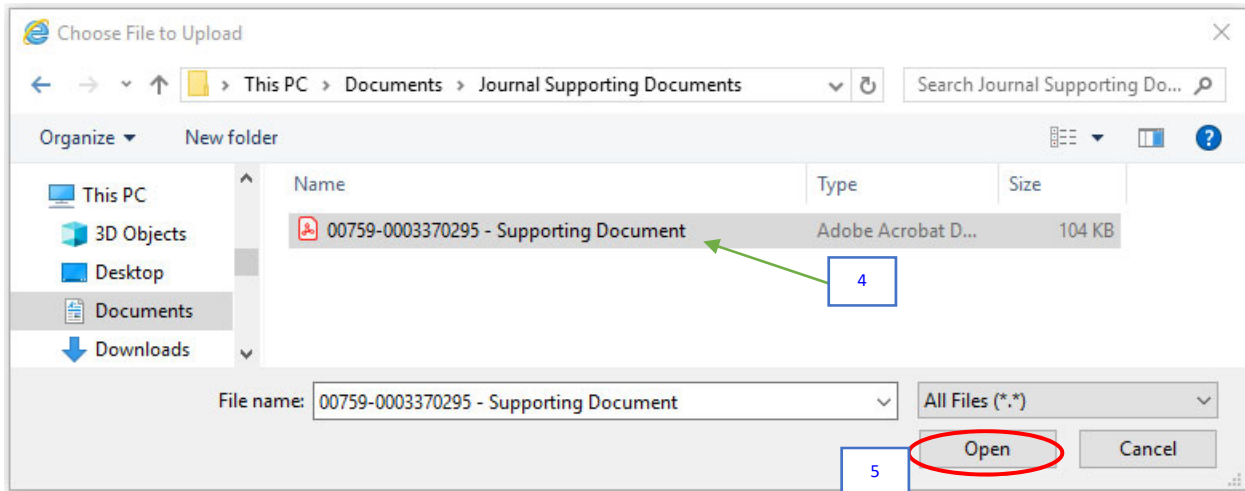 Choose File to Upload
This PC > Documents > Journal Supporting Documents
Search Journal Supporting Do...
Organize
New folder
?
This PC
3D Objects
Desktop
Documents
Downloads
Name Type Size
00759-0003370295 - Supporting Document Adobe Acrobat D... 104 KB
4
File name: 00759-0003370295 - Supporting Document All Files (*.*)
5
Open Cancel